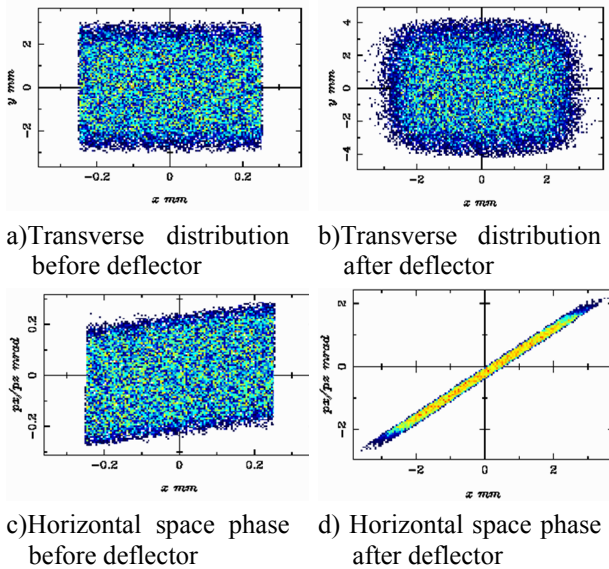 2
0
−2
y mm
−0.2
0
0.2
x mm
4
2
0
−2
−4
y mm
−2
0
2
x mm
a)Transverse distribution
before deflector
b)Transverse distribution
after deflector
0.2
0
−0.2
px/pz mrad
−0.2
0
0.2
x mm
2
0
−2
px/pz mrad
−2
0
2
x mm
c)Horizontal space phase
before deflector
d) Horizontal space phase
after deflector